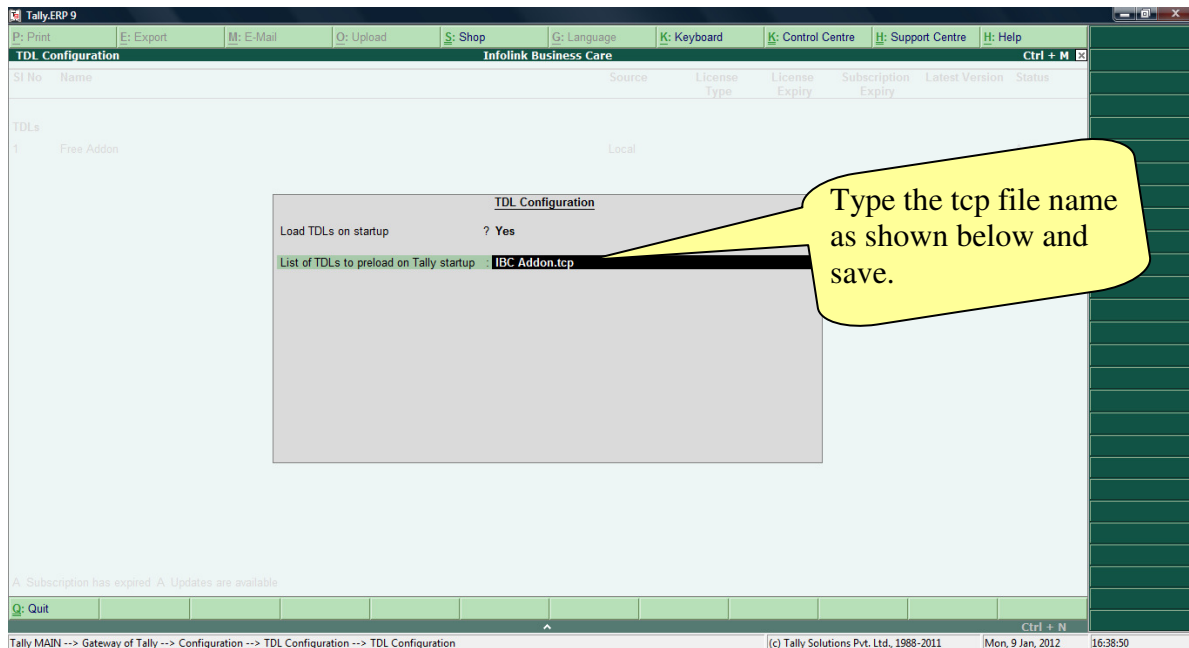 Tally.ERP 9
P: Print E: Export M: E-Mail O: Upload S: Shop G: Language K: Keyboard K: Control Centre H: Support Centre H: Help
TDL Configuration Infolink Business Care Ctrl + M
Sl No Name Source License License Subscription Latest Version Status
Type Expiry Expiry
TDLs
1 Free Addon Local
TDL Configuration
Load TDLs on startup ? Yes
List of TDLs to preload on Tally startup : IBC Addon.tcp
Type the tcp file name
as shown below and
save.
A Subscription has expired A Updates are available
Q: Quit
Ctrl + N
Tally MAIN --> Gateway of Tally --> Configuration --> TDL Configuration --> TDL Configuration (c) Tally Solutions Pvt. Ltd., 1988-2011 Mon, 9 Jan, 2012 16:38:50